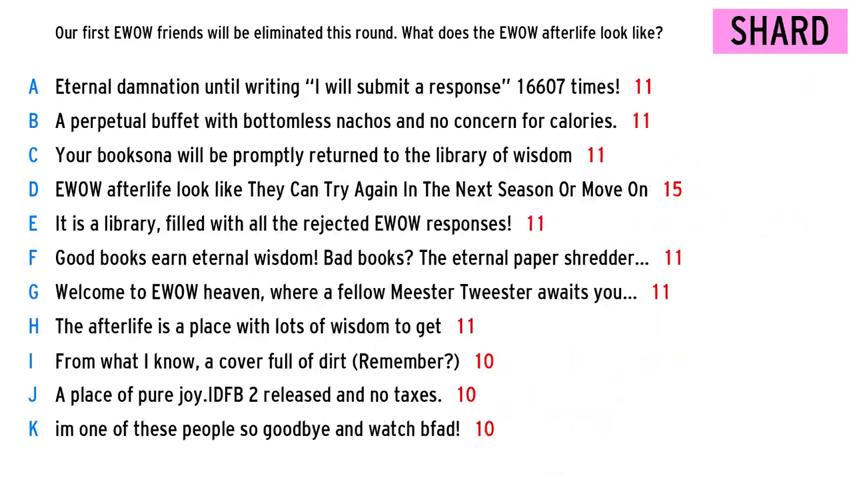 Our first EWOW friends will be eliminated this round. What does the EWOW afterlife look like?
SHARD
A Eternal damnation until writing “I will submit a response” 16607 times! 11
B A perpetual buffet with bottomless nachos and no concern for calories. 11
C Your booksona will be promptly returned to the library of wisdom 11
D EWOW afterlife look like They Can Try Again In The Next Season Or Move On 15
E It is a library, filled with all the rejected EWOW responses! 11
F Good books earn eternal wisdom! Bad books? The eternal paper shredder... 11
G Welcome to EWOW heaven, where a fellow Meester Tweester awaits you... 11
H The afterlife is a place with lots of wisdom to get 11
I From what I know, a cover full of dirt (Remember?) 10
J A place of pure joy.IDFB 2 released and no taxes. 10
K im one of these people so goodbye and watch bfad! 10